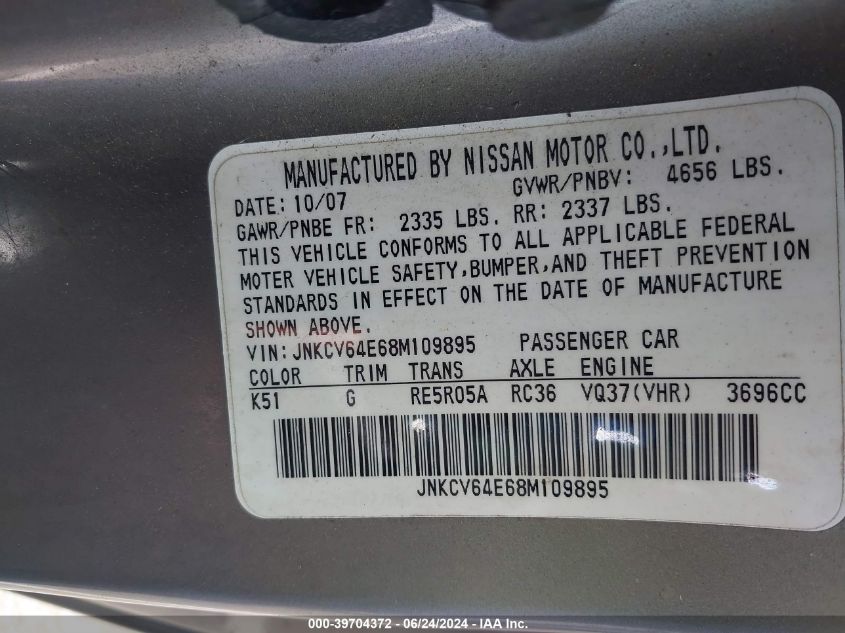 MANUFACTURED BY NISSAN MOTOR CO.,LTD.
DATE: 10/07 GVWR/PNBV: 4656 LBS.
GAWR/PNBE FR: 2335 LBS. RR: 2337 LBS.
THIS VEHICLE CONFORMS TO ALL APPLICABLE FEDERAL
MOTER VEHICLE SAFETY,BUMPER,AND THEFT PREVENTION
STANDARDS IN EFFECT ON THE DATE OF MANUFACTURE
SHOWN ABOVE.
VIN: JNKCV64E68M109895 PASSENGER CAR
COLOR TRIM TRANS AXLE ENGINE
K51 G RE5R05A RC36 VQ37(VHR) 3696CC
JNKCV64E68M109895
000-39704372 - 06/24/2024 - IAA Inc.